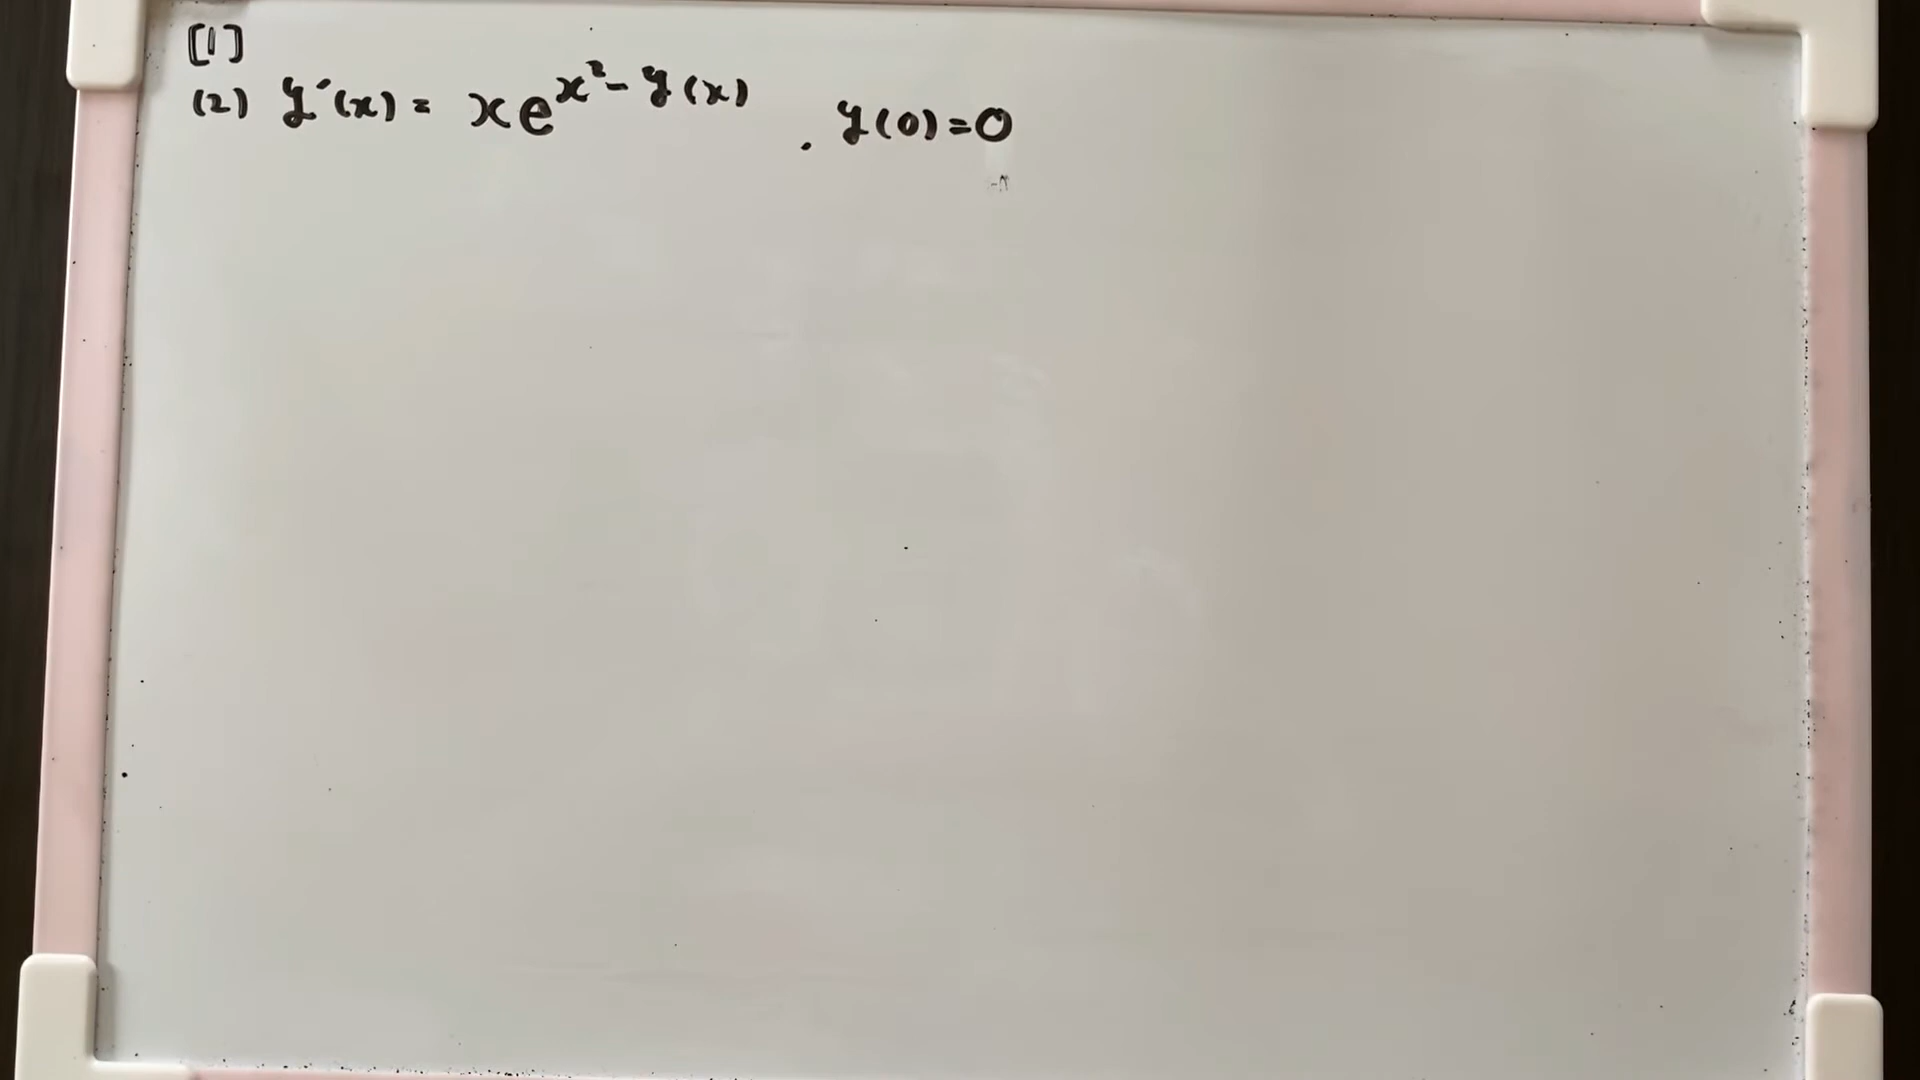 [1]
(2) y'(x) = xe^{x²-y(x)}, y(0)=0